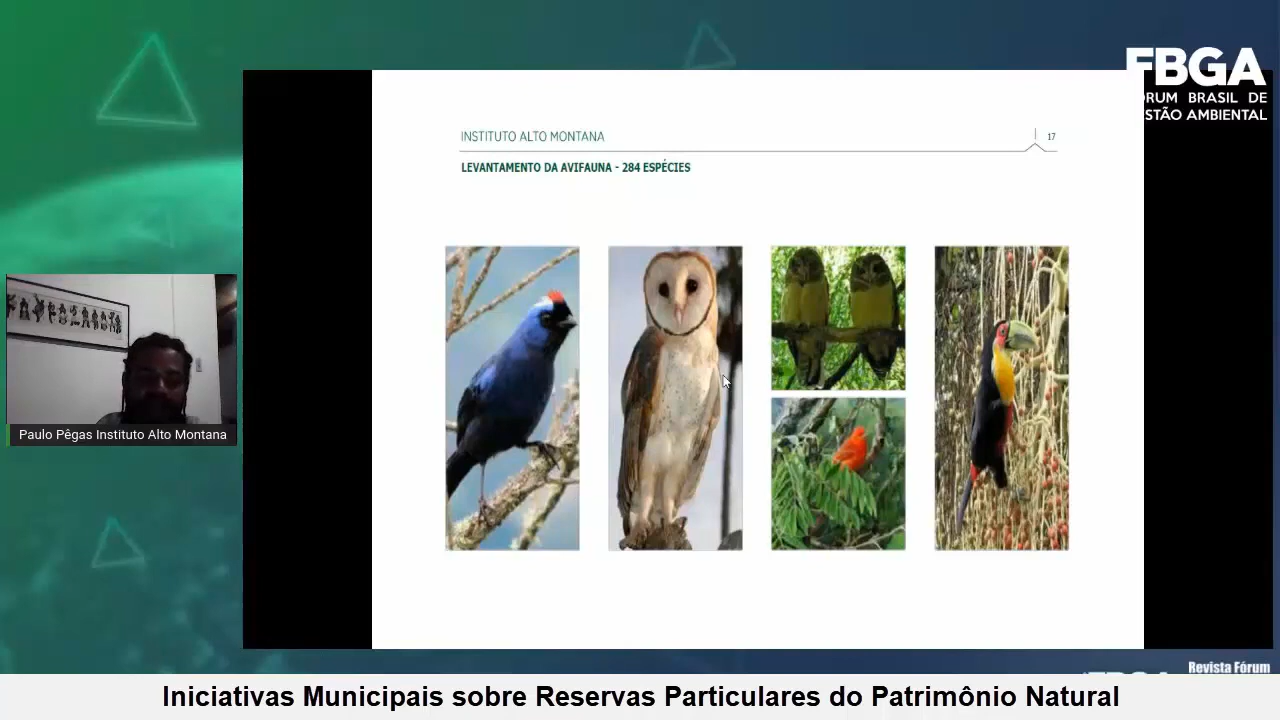 FBGA
ÓRUM BRASIL DE
STÃO AMBIENTAL
INSTITUTO ALTO MONTANA
17
LEVANTAMENTO DA AVIFAUNA - 284 ESPÉCIES
Paulo Pêgas Instituto Alto Montana
Revista Fórum
Iniciativas Municipais sobre Reservas Particulares do Patrimônio Natural